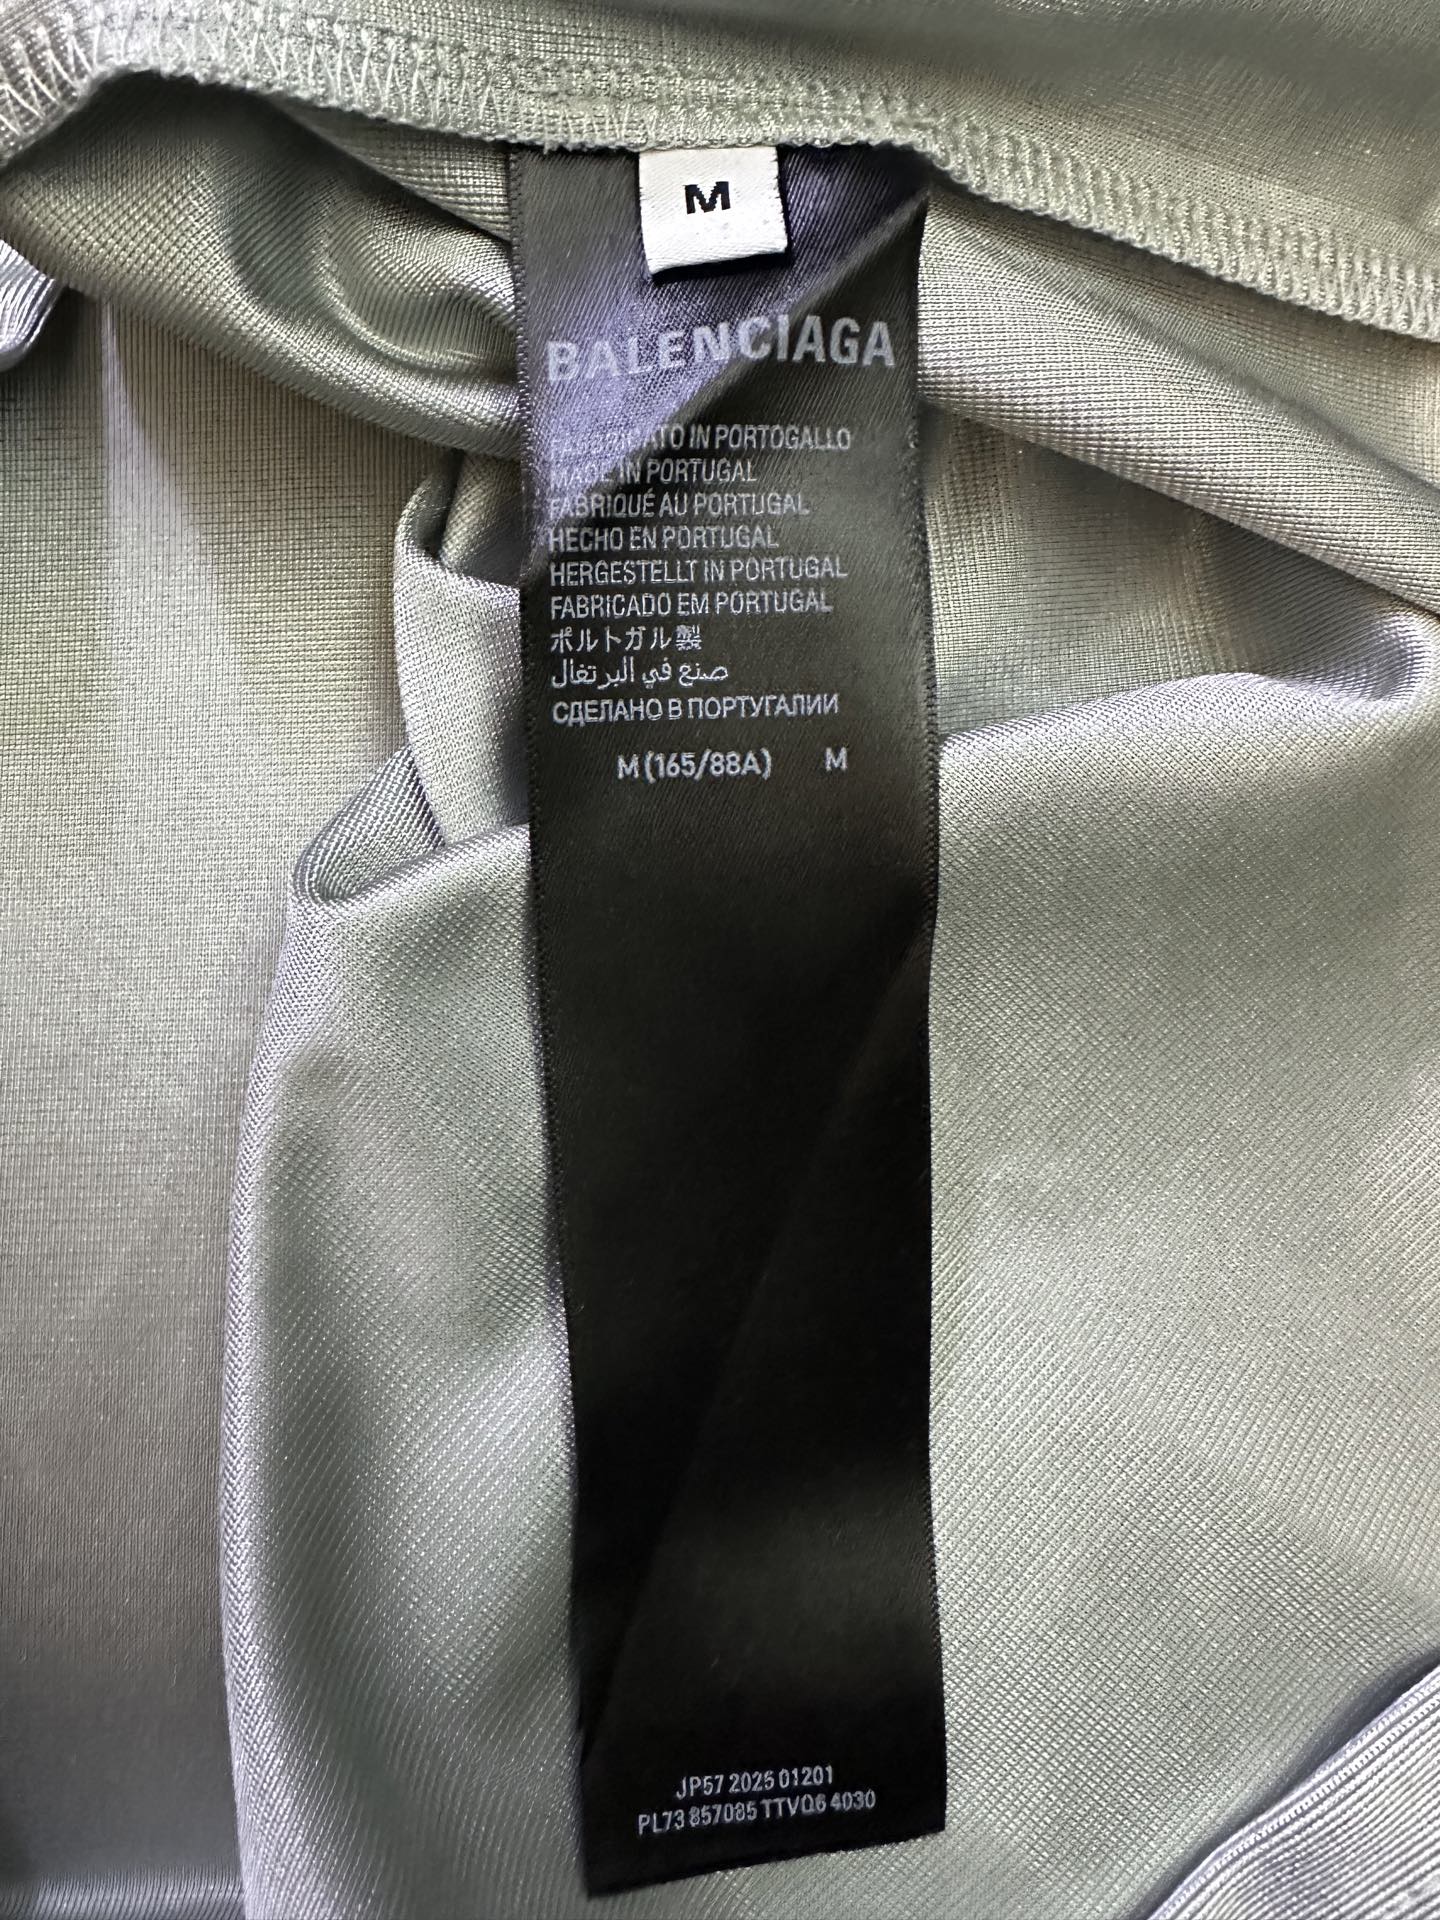 M
BALENCIAGA
FABBRICATO IN PORTOGALLO
MADE IN PORTUGAL
FABRIQUÉ AU PORTUGAL
HECHO EN PORTUGAL
HERGESTELLT IN PORTUGAL
FABRICADO EM PORTUGAL
ポルトガル製
صنع في البرتغال
СДЕЛАНО В ПОРТУГАЛИИ
M (165/88A) M
JP57 2025 01201
PL73 857085 TTVQ6 4030